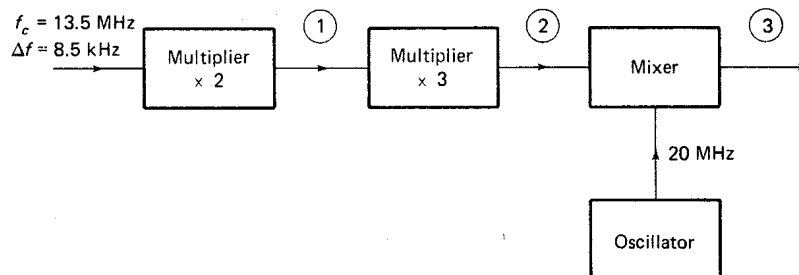 f_c = 13.5 MHz
Δf = 8.5 kHz
Multiplier
× 2
1
Multiplier
× 3
2
Mixer
3
20 MHz
Oscillator